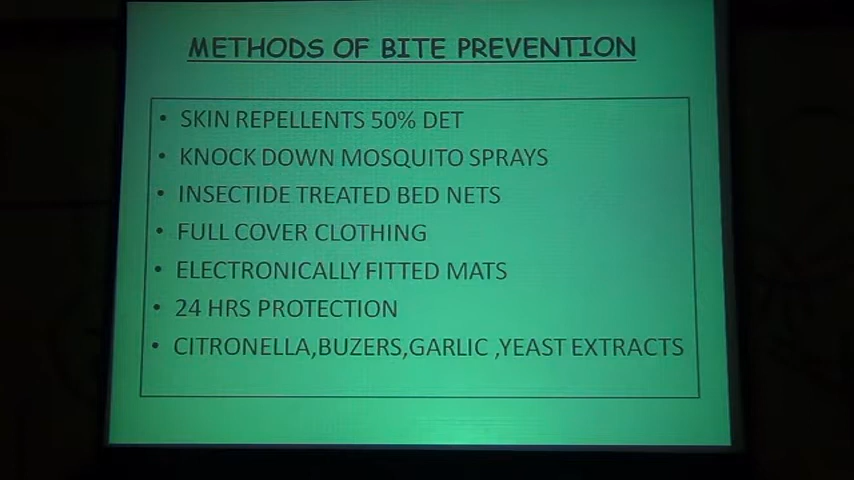 METHODS OF BITE PREVENTION
• SKIN REPELLENTS 50% DET
• KNOCK DOWN MOSQUITO SPRAYS
• INSECTIDE TREATED BED NETS
• FULL COVER CLOTHING
• ELECTRONICALLY FITTED MATS
• 24 HRS PROTECTION
• CITRONELLA,BUZERS,GARLIC ,YEAST EXTRACTS